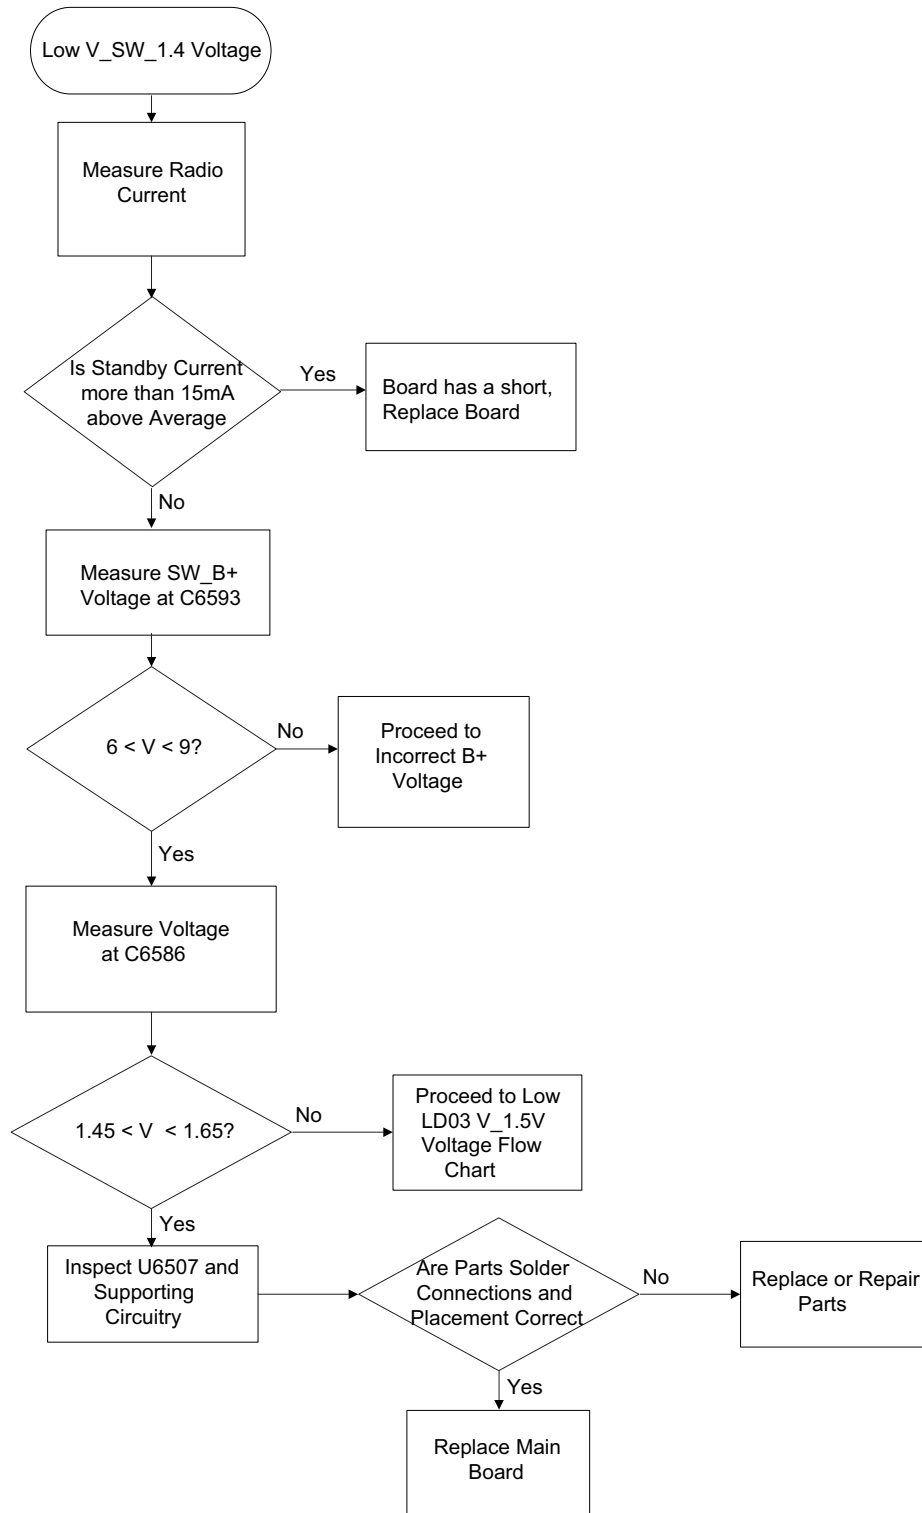 Low V_SW_1.4 Voltage
Measure Radio
Current
Is Standby Current
more than 15mA
above Average
Yes
Board has a short,
Replace Board
No
Measure SW_B+
Voltage at C6593
6 < V < 9?
No
Proceed to
Incorrect B+
Voltage
Yes
Measure Voltage
at C6586
1.45 < V < 1.65?
No
Proceed to Low
LD03 V_1.5V
Voltage Flow
Chart
Yes
Inspect U6507 and
Supporting
Circuitry
Are Parts Solder
Connections and
Placement Correct
No
Replace or Repair
Parts
Yes
Replace Main
Board